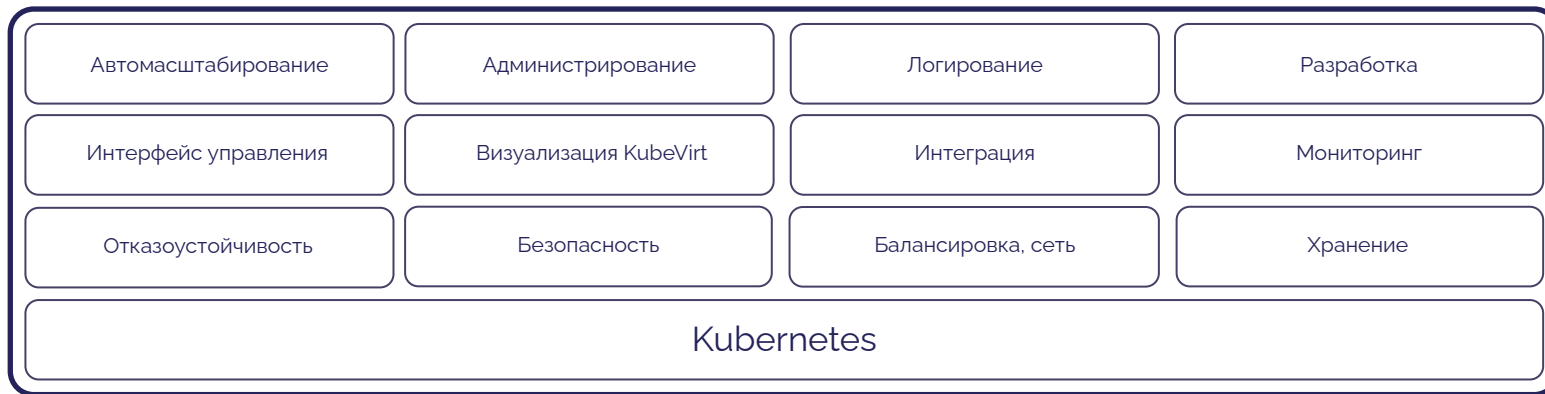 Автомасштабирование
Администрирование
Логирование
Разработка
Интерфейс управления
Визуализация KubeVirt
Интеграция
Мониторинг
Отказоустойчивость
Безопасность
Балансировка, сеть
Хранение
Kubernetes